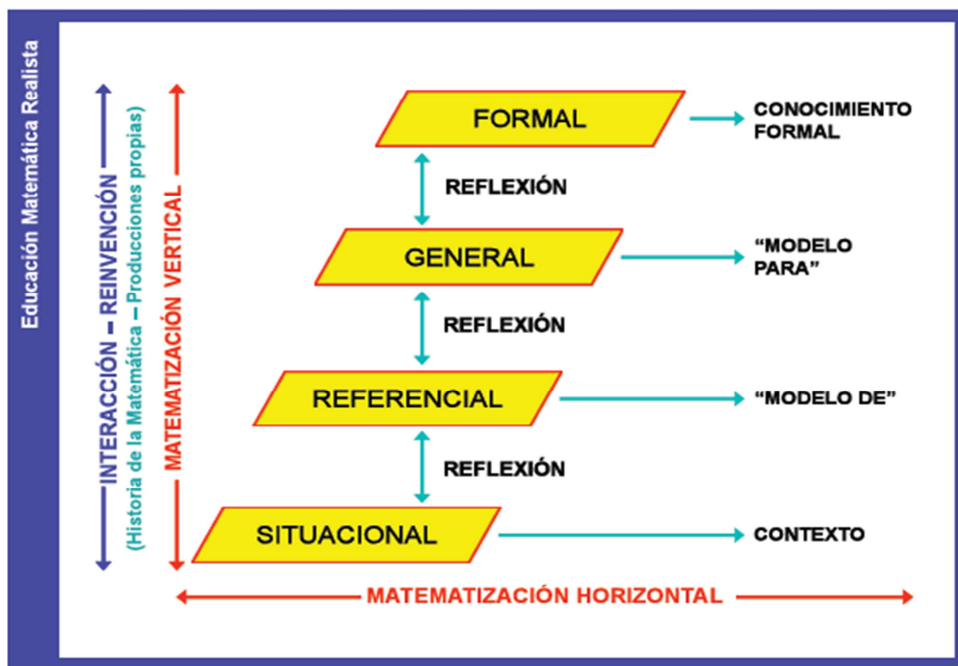 Educación Matemática Realista
INTERACCIÓN – REINVENCIÓN
(Historia de la Matemática – Producciones propias)
MATEMATIZACIÓN VERTICAL
FORMAL
CONOCIMIENTO
FORMAL
REFLEXIÓN
GENERAL
“MODELO
PARA”
REFLEXIÓN
REFERENCIAL
“MODELO DE”
REFLEXIÓN
SITUACIONAL
CONTEXTO
MATEMATIZACIÓN HORIZONTAL